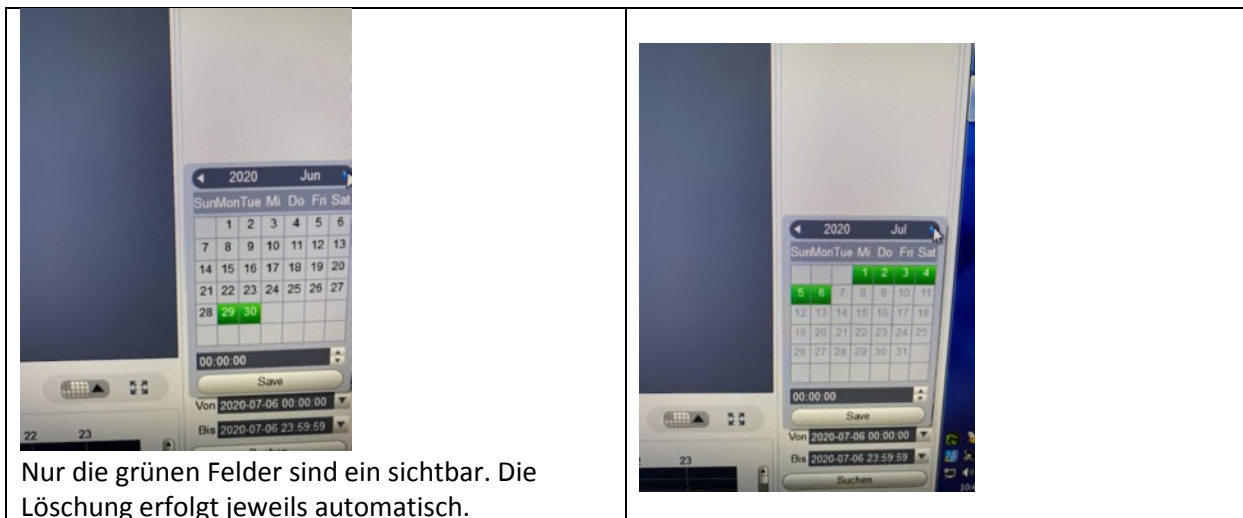 2020 Jun
Sun Mon Tue Mi Do Fri Sat
1 2 3 4 5 6
7 8 9 10 11 12 13
14 15 16 17 18 19 20
21 22 23 24 25 26 27
28 29 30
00:00:00
Save
Von 2020-07-06 00:00:00
Bis 2020-07-06 23:59:59
22 23
Nur die grünen Felder sind ein sichtbar. Die
Löschung erfolgt jeweils automatisch.
2020 Jul
Sun Mon Tue Mi Do Fri Sat
1 2 3 4
5 6 7 8 9 10 11
12 13 14 15 16 17 18
19 20 21 22 23 24 25
26 27 28 29 30 31
00:00:00
Save
Von 2020-07-06 00:00:00
Bis 2020-07-06 23:59:59
23
Suchen